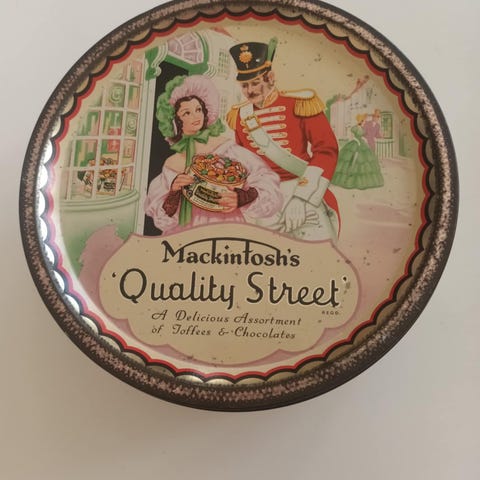 Mackintosh's
'Quality Street'
REGD.
A Delicious Assortment
of Toffees & Chocolates